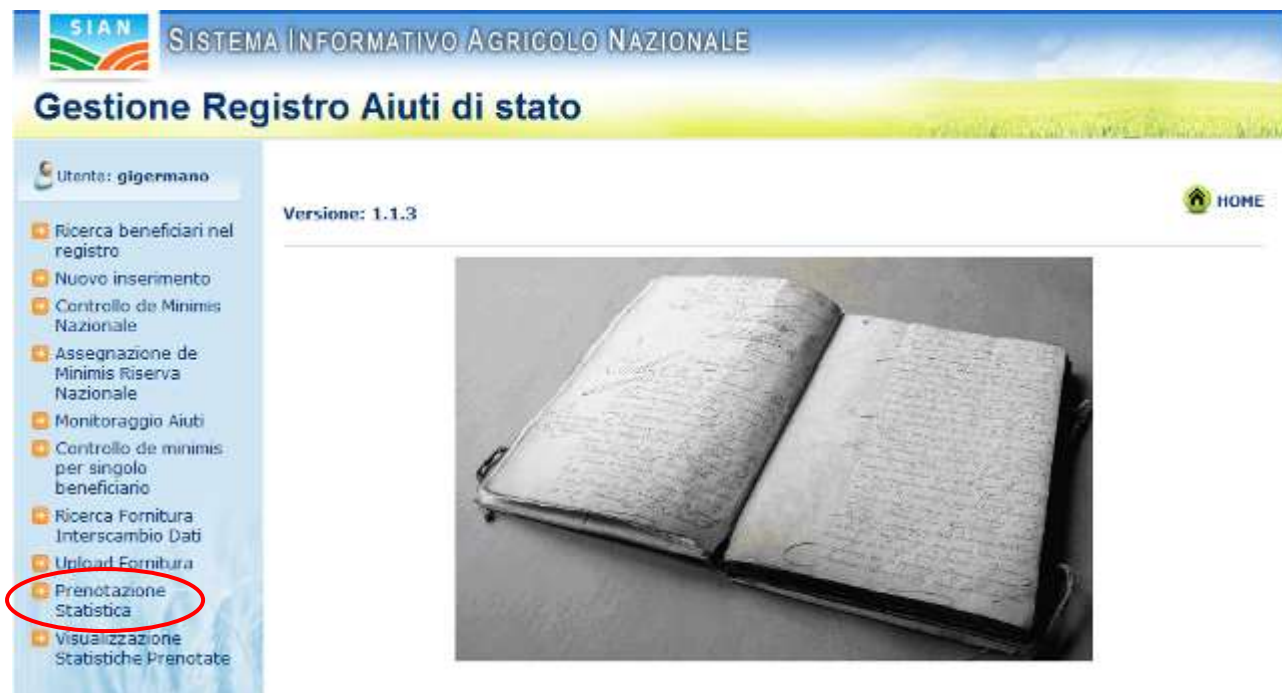 SIAN
SISTEMA INFORMATIVO AGRICOLO NAZIONALE
Gestione Registro Aiuti di stato
Utente: gigermano
Versione: 1.1.3
HOME
Ricerca beneficiari nel
registro
Nuovo inserimento
Controllo de Minimis
Nazionale
Assegnazione de
Minimis Riserva
Nazionale
Monitoraggio Aiuti
Controllo de minimis
per singolo
beneficiario
Ricerca Fornitura
Interscambio Dati
Upload Fornitura
Prenotazione
Statistica
Visualizzazione
Statistiche Prenotate